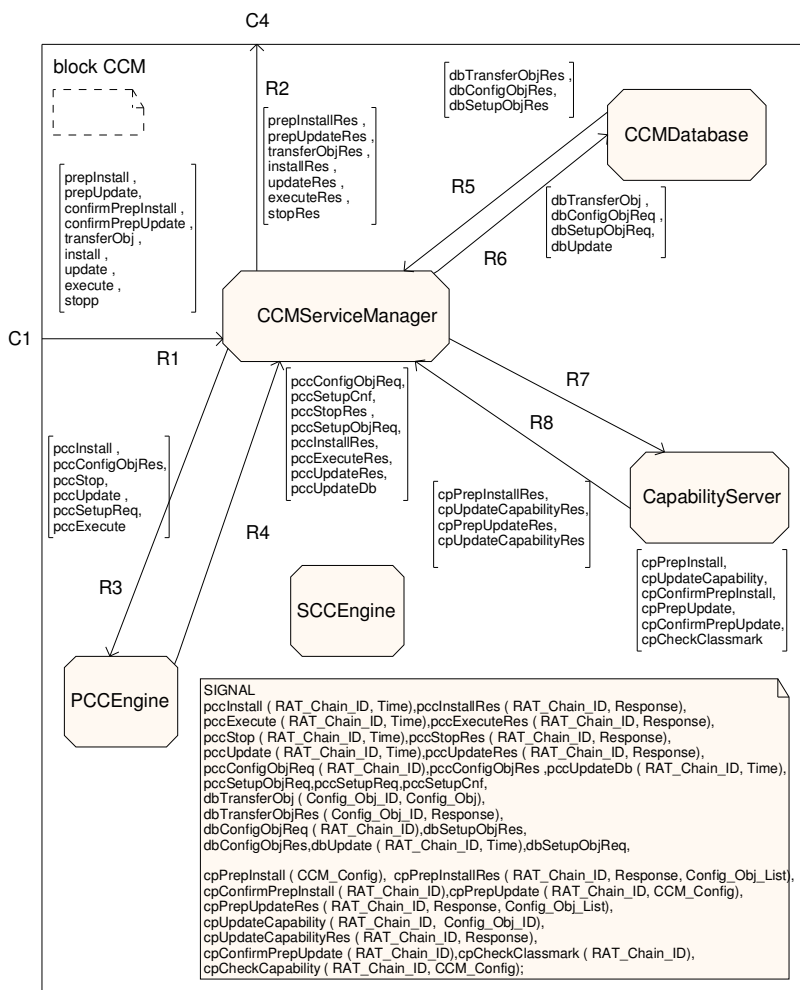 C4
block CCM
R2
prepInstallRes ,
prepUpdateRes,
transferObjRes ,
installRes ,
updateRes ,
executeRes ,
stopRes
dbTransferObjRes ,
dbConfigObjRes,
dbSetupObjRes
CCMDatabase
prepInstall ,
prepUpdate,
confirmPrepInstall ,
confirmPrepUpdate ,
transferObj ,
install ,
update ,
execute ,
stopp
R5
R6
dbTransferObj ,
dbConfigObjReq ,
dbSetupObjReq,
dbUpdate
CCMServiceManager
C1
R1
pccConfigObjReq,
pccSetupCnf,
pccStopRes ,
pccSetupObjReq,
pccInstallRes,
pccExecuteRes,
pccUpdateRes,
pccUpdateDb
R7
R8
pccInstall ,
pccConfigObjRes,
pccStop,
pccUpdate ,
pccSetupReq,
pccExecute
R4
R3
cpPrepInstallRes,
cpUpdateCapabilityRes,
cpPrepUpdateRes,
cpUpdateCapabilityRes
CapabilityServer
cpPrepInstall,
cpUpdateCapability,
cpConfirmPrepInstall,
cpPrepUpdate,
cpConfirmPrepUpdate,
cpCheckClassmark
SCCEngine
PCCEngine
SIGNAL
pccInstall ( RAT_Chain_ID, Time),pccInstallRes ( RAT_Chain_ID, Response),
pccExecute ( RAT_Chain_ID, Time),pccExecuteRes ( RAT_Chain_ID, Response),
pccStop ( RAT_Chain_ID, Time),pccStopRes ( RAT_Chain_ID, Response),
pccUpdate ( RAT_Chain_ID, Time),pccUpdateRes ( RAT_Chain_ID, Response),
pccConfigObjReq ( RAT_Chain_ID),pccConfigObjRes ,pccUpdateDb ( RAT_Chain_ID, Time),
pccSetupObjReq,pccSetupReq,pccSetupCnf,
dbTransferObj ( Config_Obj_ID, Config_Obj),
dbTransferObjRes ( Config_Obj_ID, Response),
dbConfigObjReq ( RAT_Chain_ID),dbSetupObjRes,
dbConfigObjRes,dbUpdate ( RAT_Chain_ID, Time),dbSetupObjReq,
cpPrepInstall ( CCM_Config), cpPrepInstallRes ( RAT_Chain_ID, Response, Config_Obj_List),
cpConfirmPrepInstall ( RAT_Chain_ID),cpPrepUpdate ( RAT_Chain_ID, CCM_Config),
cpPrepUpdateRes ( RAT_Chain_ID, Response, Config_Obj_List),
cpUpdateCapability ( RAT_Chain_ID, Config_Obj_ID),
cpUpdateCapabilityRes ( RAT_Chain_ID, Response),
cpConfirmPrepUpdate ( RAT_Chain_ID),cpCheckClassmark ( RAT_Chain_ID),
cpCheckCapability ( RAT_Chain_ID, CCM_Config);